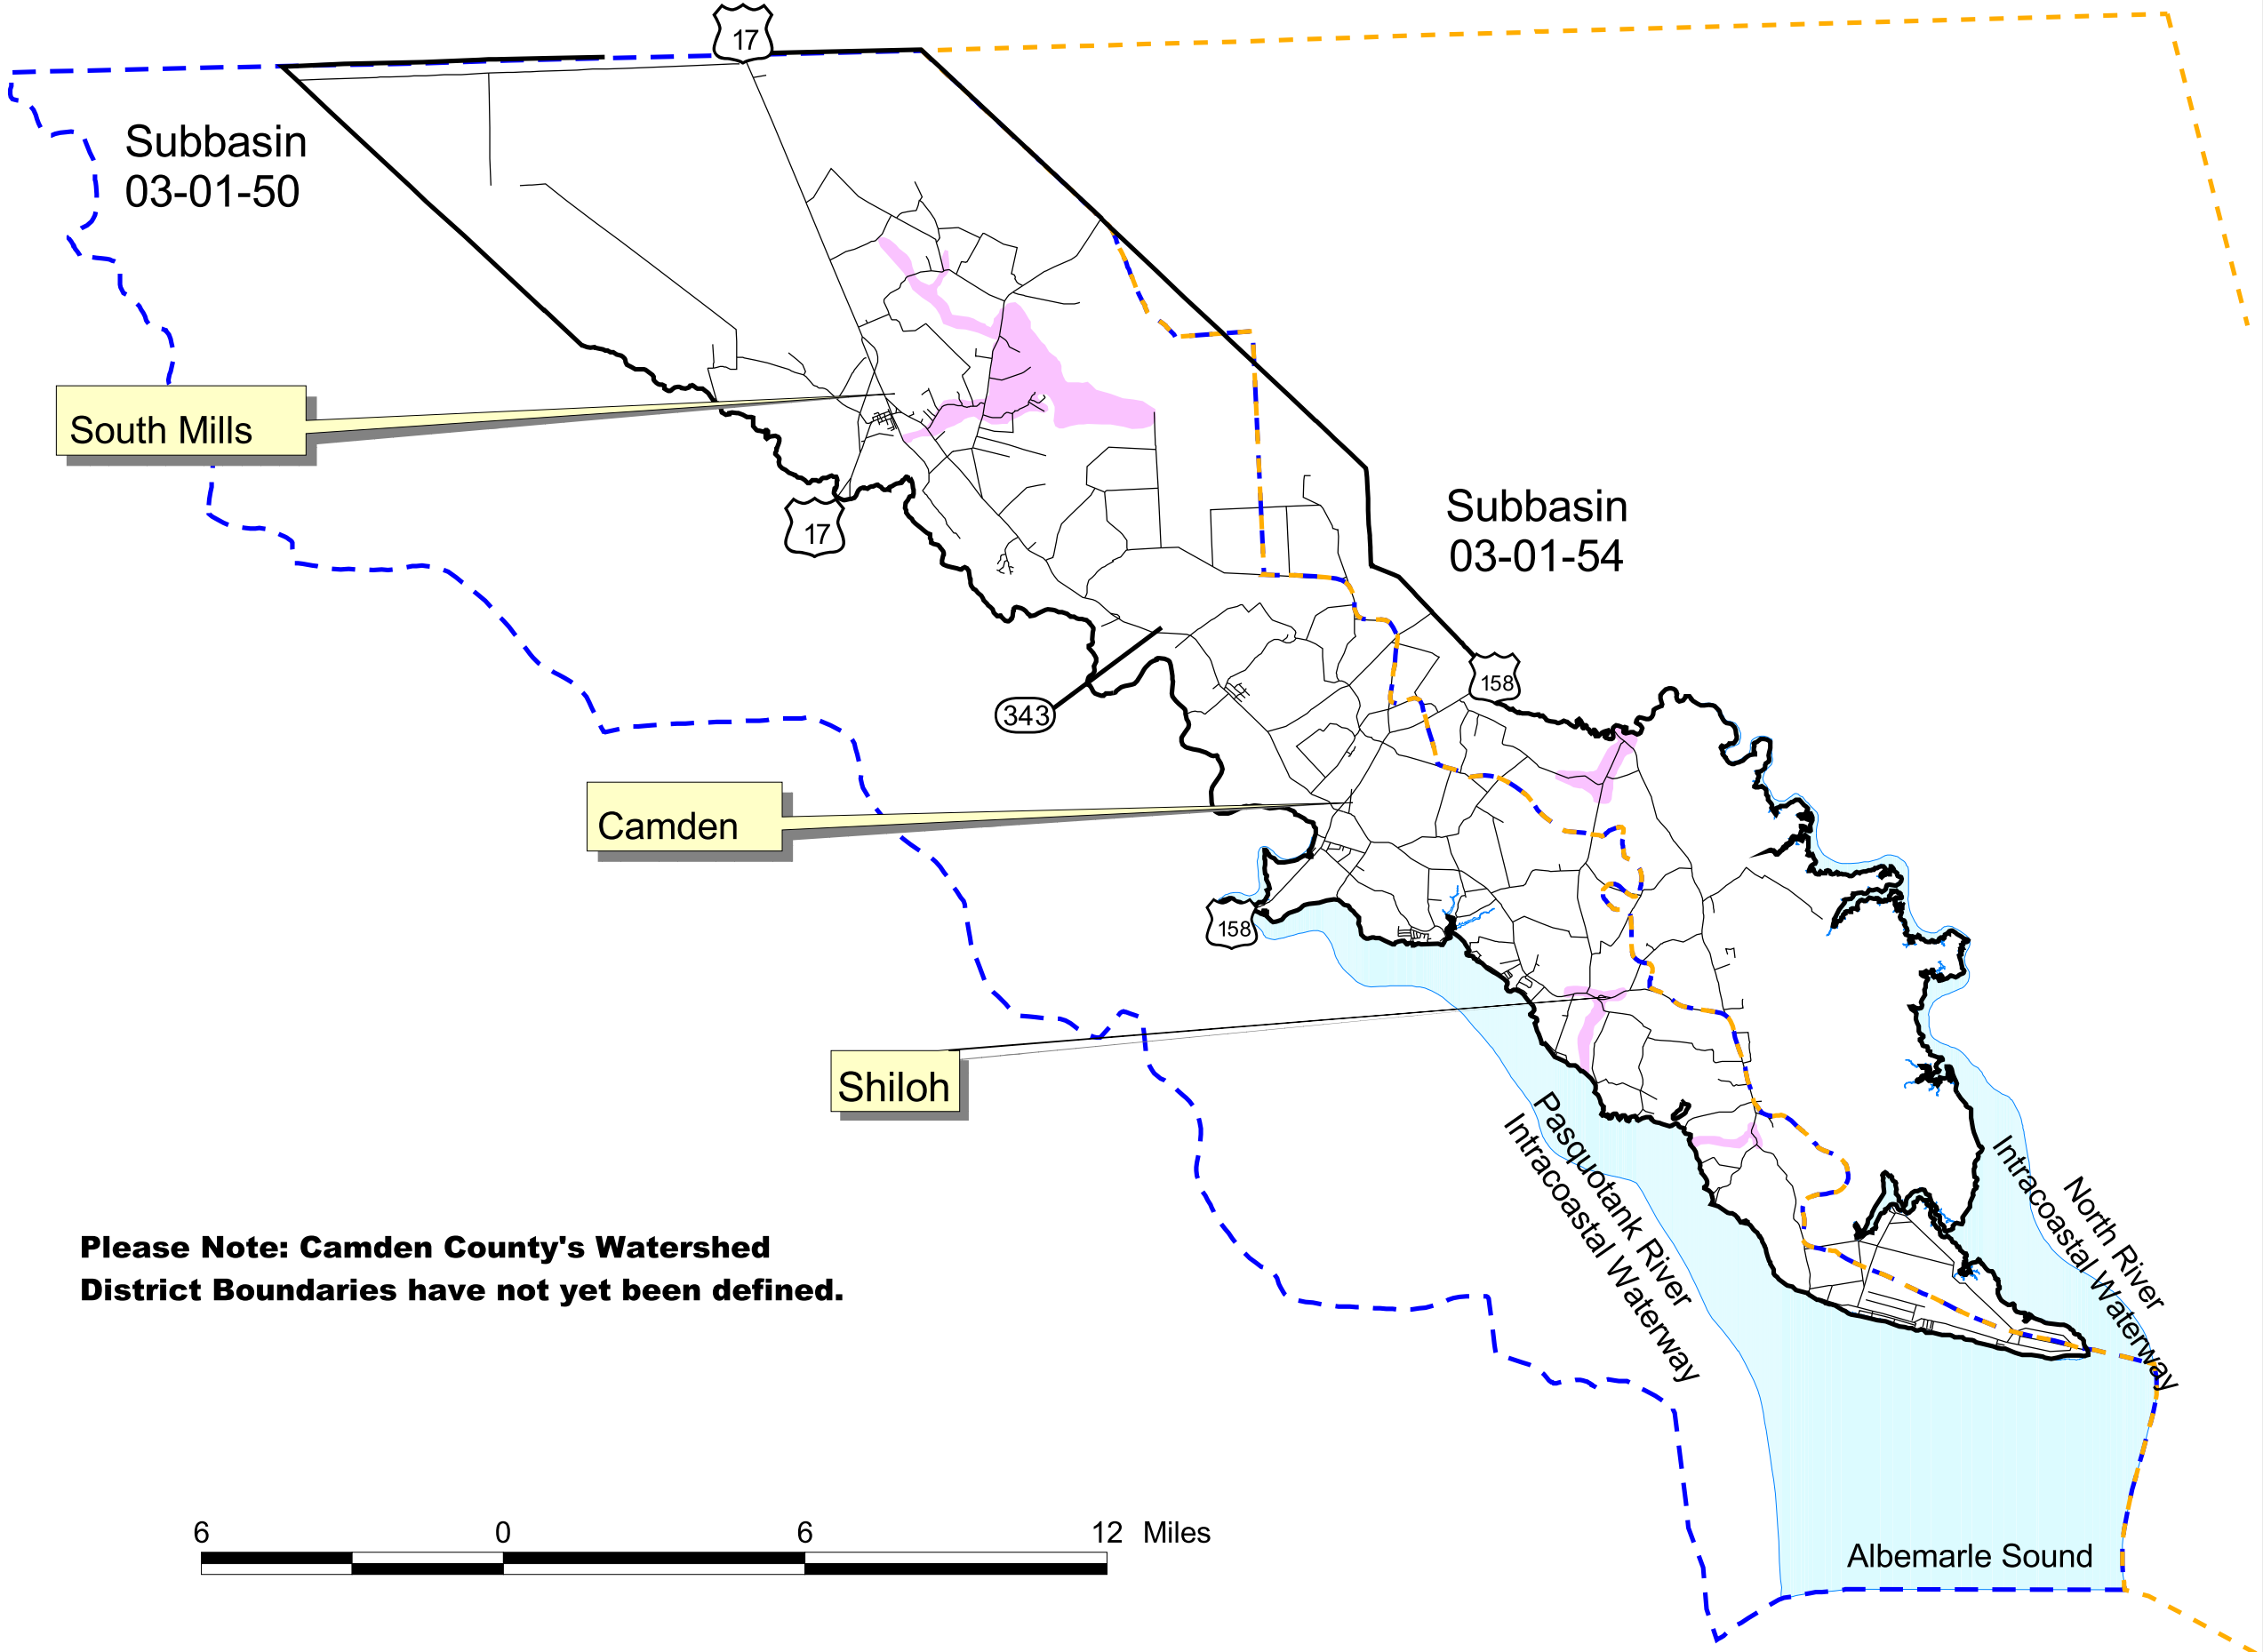 17
Subbasin
03-01-50
South Mills
17
Subbasin
03-01-54
158
343
Camden
158
Shiloh
Pasquotank River
Intracoastal Waterway
North River
Intracoastal Waterway
Please Note: Camden County's Watershed
District Boundaries have not yet been defined.
6 0 6 12 Miles
Albemarle Sound